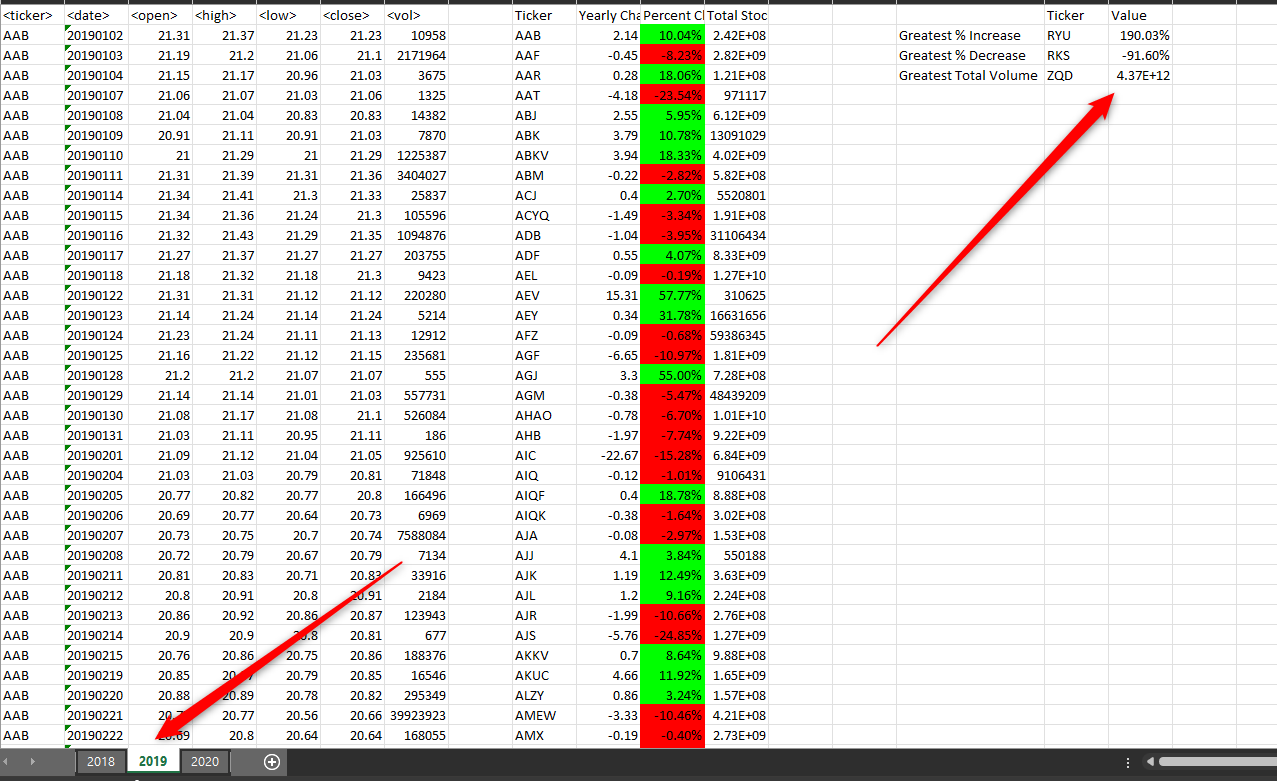 <ticker> <date> <open> <high> <low> <close> <vol> Ticker Yearly Cha Percent Cl Total Stoc Ticker Value
AAB 20190102 21.31 21.37 21.23 21.23 10958 AAB 2.14 10.04% 2.42E+08 Greatest % Increase RYU 190.03%
AAB 20190103 21.19 21.2 21.06 21.1 2171964 AAF -0.45 -8.23% 2.82E+09 Greatest % Decrease RKS -91.60%
AAB 20190104 21.15 21.17 20.96 21.03 3675 AAR 0.28 18.06% 1.21E+08 Greatest Total Volume ZQD 4.37E+12
AAB 20190107 21.06 21.07 21.03 21.06 1325 AAT -4.18 -23.54% 971117
AAB 20190108 21.04 21.04 20.83 20.83 14382 ABJ 2.55 5.95% 6.12E+09
AAB 20190109 20.91 21.11 20.91 21.03 7870 ABK 3.79 10.78% 13091029
AAB 20190110 21 21.29 21 21.29 1225387 ABKV 3.94 18.33% 4.02E+09
AAB 20190111 21.31 21.39 21.31 21.36 3404027 ABM -0.22 -2.82% 5.82E+08
AAB 20190114 21.34 21.41 21.3 21.33 25837 ACJ 0.4 2.70% 5520801
AAB 20190115 21.34 21.36 21.24 21.3 105596 ACYQ -1.49 -3.34% 1.91E+08
AAB 20190116 21.32 21.43 21.29 21.35 1094876 ADB -1.04 -3.95% 31106434
AAB 20190117 21.27 21.37 21.27 21.27 203755 ADF 0.55 4.07% 8.33E+09
AAB 20190118 21.18 21.32 21.18 21.3 9423 AEL -0.09 -0.19% 1.27E+10
AAB 20190122 21.31 21.31 21.12 21.12 220280 AEV 15.31 57.77% 310625
AAB 20190123 21.14 21.24 21.14 21.24 5214 AEY 0.34 31.78% 16631656
AAB 20190124 21.23 21.24 21.11 21.13 12912 AFZ -0.09 -0.68% 59386345
AAB 20190125 21.16 21.22 21.12 21.15 235681 AGF -6.65 -10.97% 1.81E+09
AAB 20190128 21.2 21.2 21.07 21.07 555 AGJ 3.3 55.00% 7.28E+08
AAB 20190129 21.14 21.14 21.01 21.03 557731 AGM -0.38 -5.47% 48439209
AAB 20190130 21.08 21.17 21.08 21.1 526084 AHAO -0.78 -6.70% 1.01E+10
AAB 20190131 21.03 21.11 20.95 21.11 186 AHB -1.97 -7.74% 9.22E+09
AAB 20190201 21.09 21.12 21.04 21.05 925610 AIC -22.67 -15.28% 6.84E+09
AAB 20190204 21.03 21.03 20.79 20.81 71848 AIQ -0.12 -1.01% 9106431
AAB 20190205 20.77 20.82 20.77 20.8 166496 AIQF 0.4 18.78% 8.88E+08
AAB 20190206 20.69 20.77 20.64 20.73 6969 AIQK -0.38 -1.64% 3.02E+08
AAB 20190207 20.73 20.75 20.7 20.74 7588084 AJA -0.08 -2.97% 1.53E+08
AAB 20190208 20.72 20.79 20.67 20.79 7134 AJJ 4.1 3.84% 550188
AAB 20190211 20.81 20.83 20.71 20.83 33916 AJK 1.19 12.49% 3.63E+09
AAB 20190212 20.8 20.91 20.8 20.91 2184 AJL 1.2 9.16% 2.24E+08
AAB 20190213 20.86 20.92 20.86 20.87 123943 AJR -1.99 -10.66% 2.76E+08
AAB 20190214 20.9 20.9 20.8 20.81 677 AJS -5.76 -24.85% 1.27E+09
AAB 20190215 20.76 20.86 20.75 20.86 188376 AKKV 0.7 8.64% 9.88E+08
AAB 20190219 20.85 20.79 20.85 16546 AKUC 4.66 11.92% 1.65E+09
AAB 20190220 20.88 20.89 20.78 20.82 295349 ALZY 0.86 3.24% 1.57E+08
AAB 20190221 20.77 20.56 20.66 39923923 AMEW -3.33 -10.46% 4.21E+08
AAB 20190222 20.69 20.8 20.64 20.64 168055 AMX -0.19 -0.40% 2.73E+09
2018 2019 2020